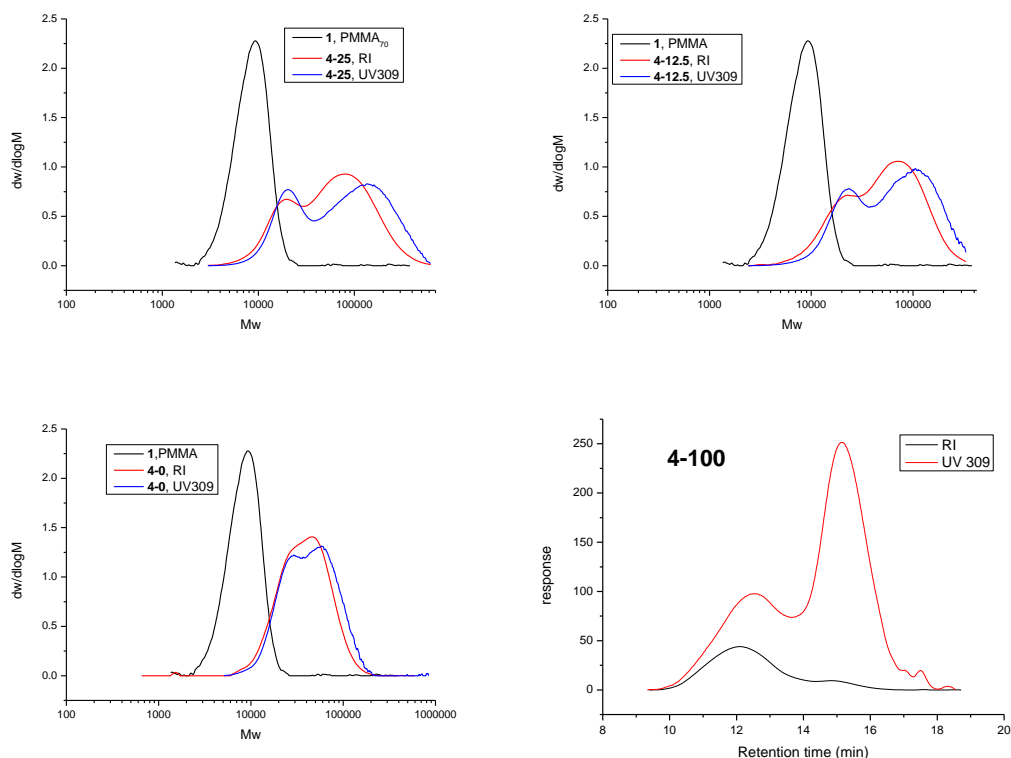 2.5
2.0
1.5
1.0
0.5
0.0
dw/dlogM
1, PMMA70
4-25, RI
4-25, UV309
100
1000
10000
100000
Mw
2.5
2.0
1.5
1.0
0.5
0.0
dw/dlogM
1, PMMA
4-12.5, RI
4-12.5, UV309
100
1000
10000
100000
Mw
2.5
2.0
1.5
1.0
0.5
0.0
dw/dlogM
1,PMMA
4-0, RI
4-0, UV309
100
1000
10000
100000
1000000
Mw
250
200
150
100
50
0
response
4-100
RI
UV 309
8
10
12
14
16
18
20
Retention time (min)